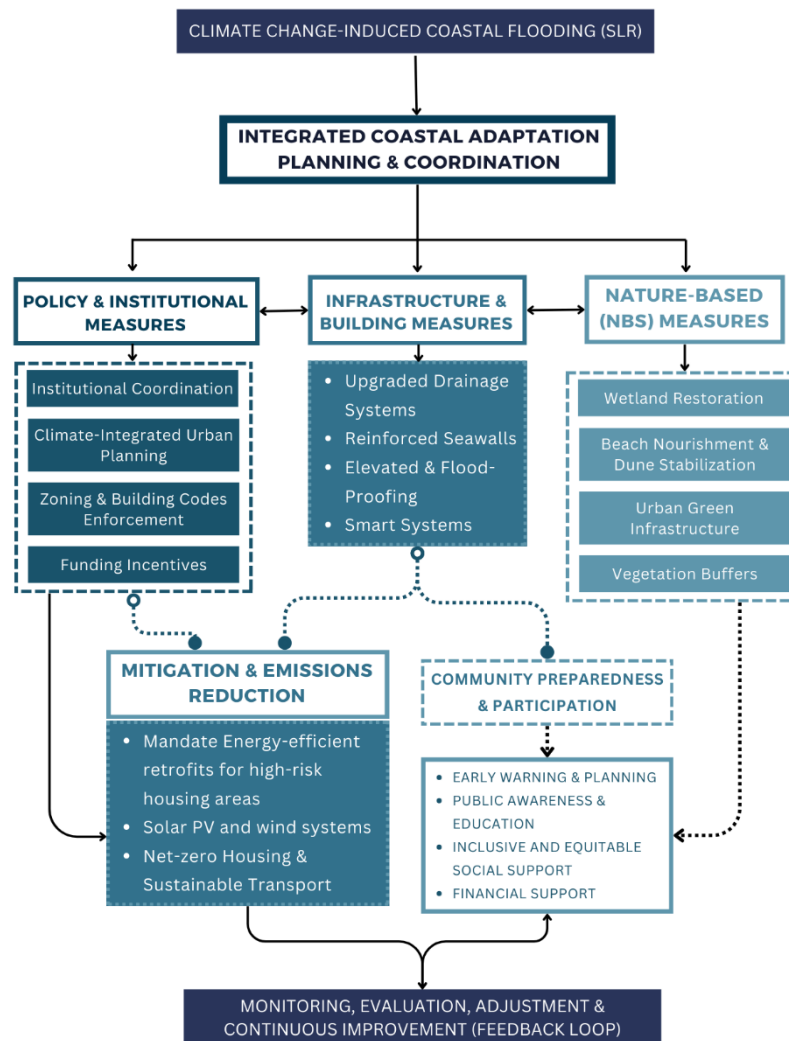 CLIMATE CHANGE-INDUCED COASTAL FLOODING (SLR)
INTEGRATED COASTAL ADAPTATION
PLANNING & COORDINATION
POLICY & INSTITUTIONAL
MEASURES
INFRASTRUCTURE &
BUILDING MEASURES
NATURE-BASED
(NBS) MEASURES
Institutional Coordination
Climate-Integrated Urban
Planning
Zoning & Building Codes
Enforcement
Funding Incentives
• Upgraded Drainage
Systems
• Reinforced Seawalls
• Elevated & Flood-
Proofing
• Smart Systems
Wetland Restoration
Beach Nourishment &
Dune Stabilization
Urban Green
Infrastructure
Vegetation Buffers
MITIGATION & EMISSIONS
REDUCTION
• Mandate Energy-efficient
retrofits for high-risk
housing areas
• Solar PV and wind systems
• Net-zero Housing &
Sustainable Transport
COMMUNITY PREPAREDNESS
& PARTICIPATION
• EARLY WARNING & PLANNING
• PUBLIC AWARENESS &
EDUCATION
• INCLUSIVE AND EQUITABLE
SOCIAL SUPPORT
• FINANCIAL SUPPORT
MONITORING, EVALUATION, ADJUSTMENT &
CONTINUOUS IMPROVEMENT (FEEDBACK LOOP)